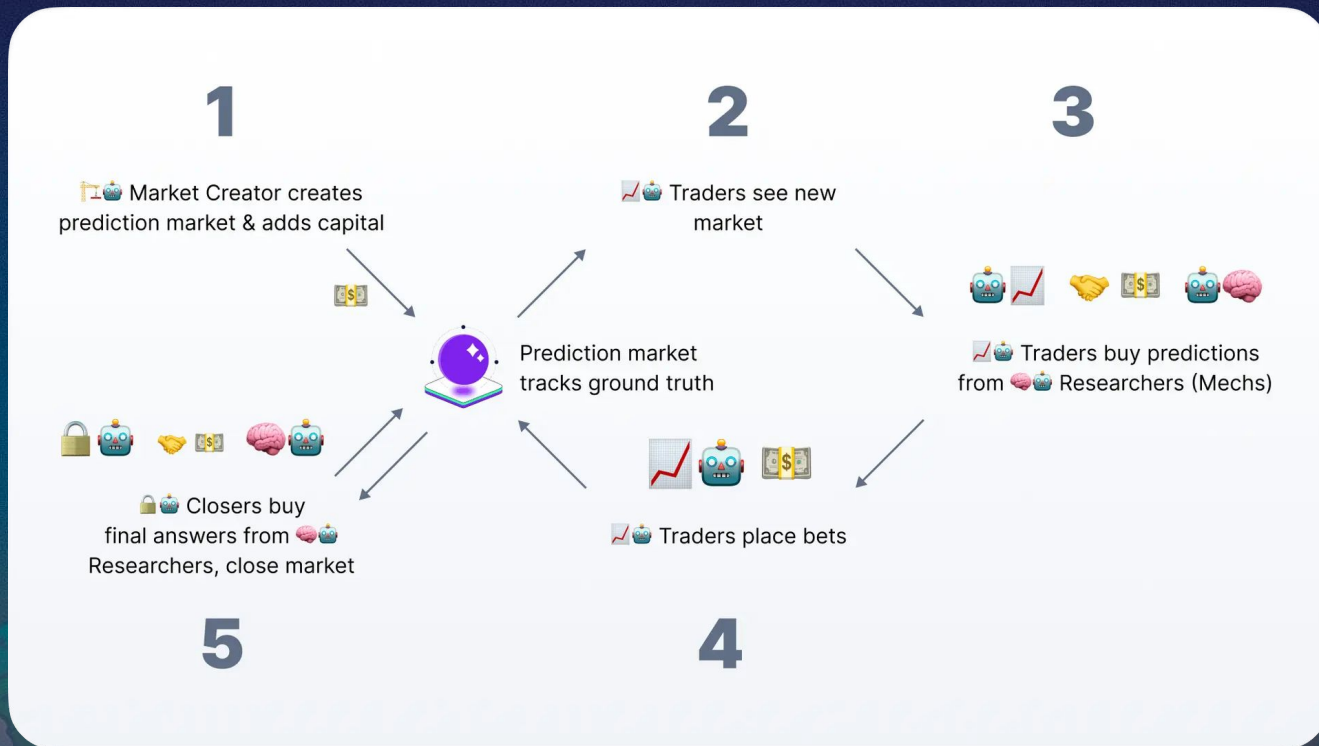 1
2
3
🏗️🤖 Market Creator creates
prediction market & adds capital
📈🤖 Traders see new
market
Prediction market
tracks ground truth
📈🤖 Traders buy predictions
from 🧠🤖 Researchers (Mechs)
📈🤖 Traders place bets
🔒🤖 Closers buy
final answers from 🧠🤖
Researchers, close market
5
4